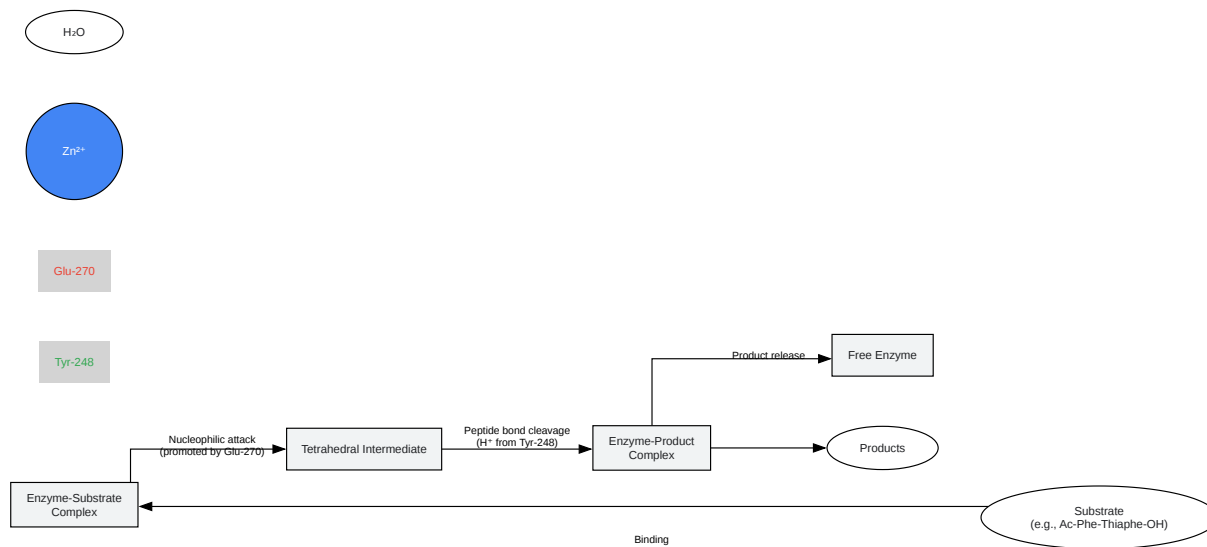 H₂O
Zn²⁺
Glu-270
Tyr-248
Product release
Free Enzyme
Nucleophilic attack
(promoted by Glu-270)
Tetrahedral Intermediate
Peptide bond cleavage
(H⁺ from Tyr-248)
Enzyme-Product
Complex
Products
Enzyme-Substrate
Complex
Substrate
(e.g., Ac-Phe-Thiaphe-OH)
Binding